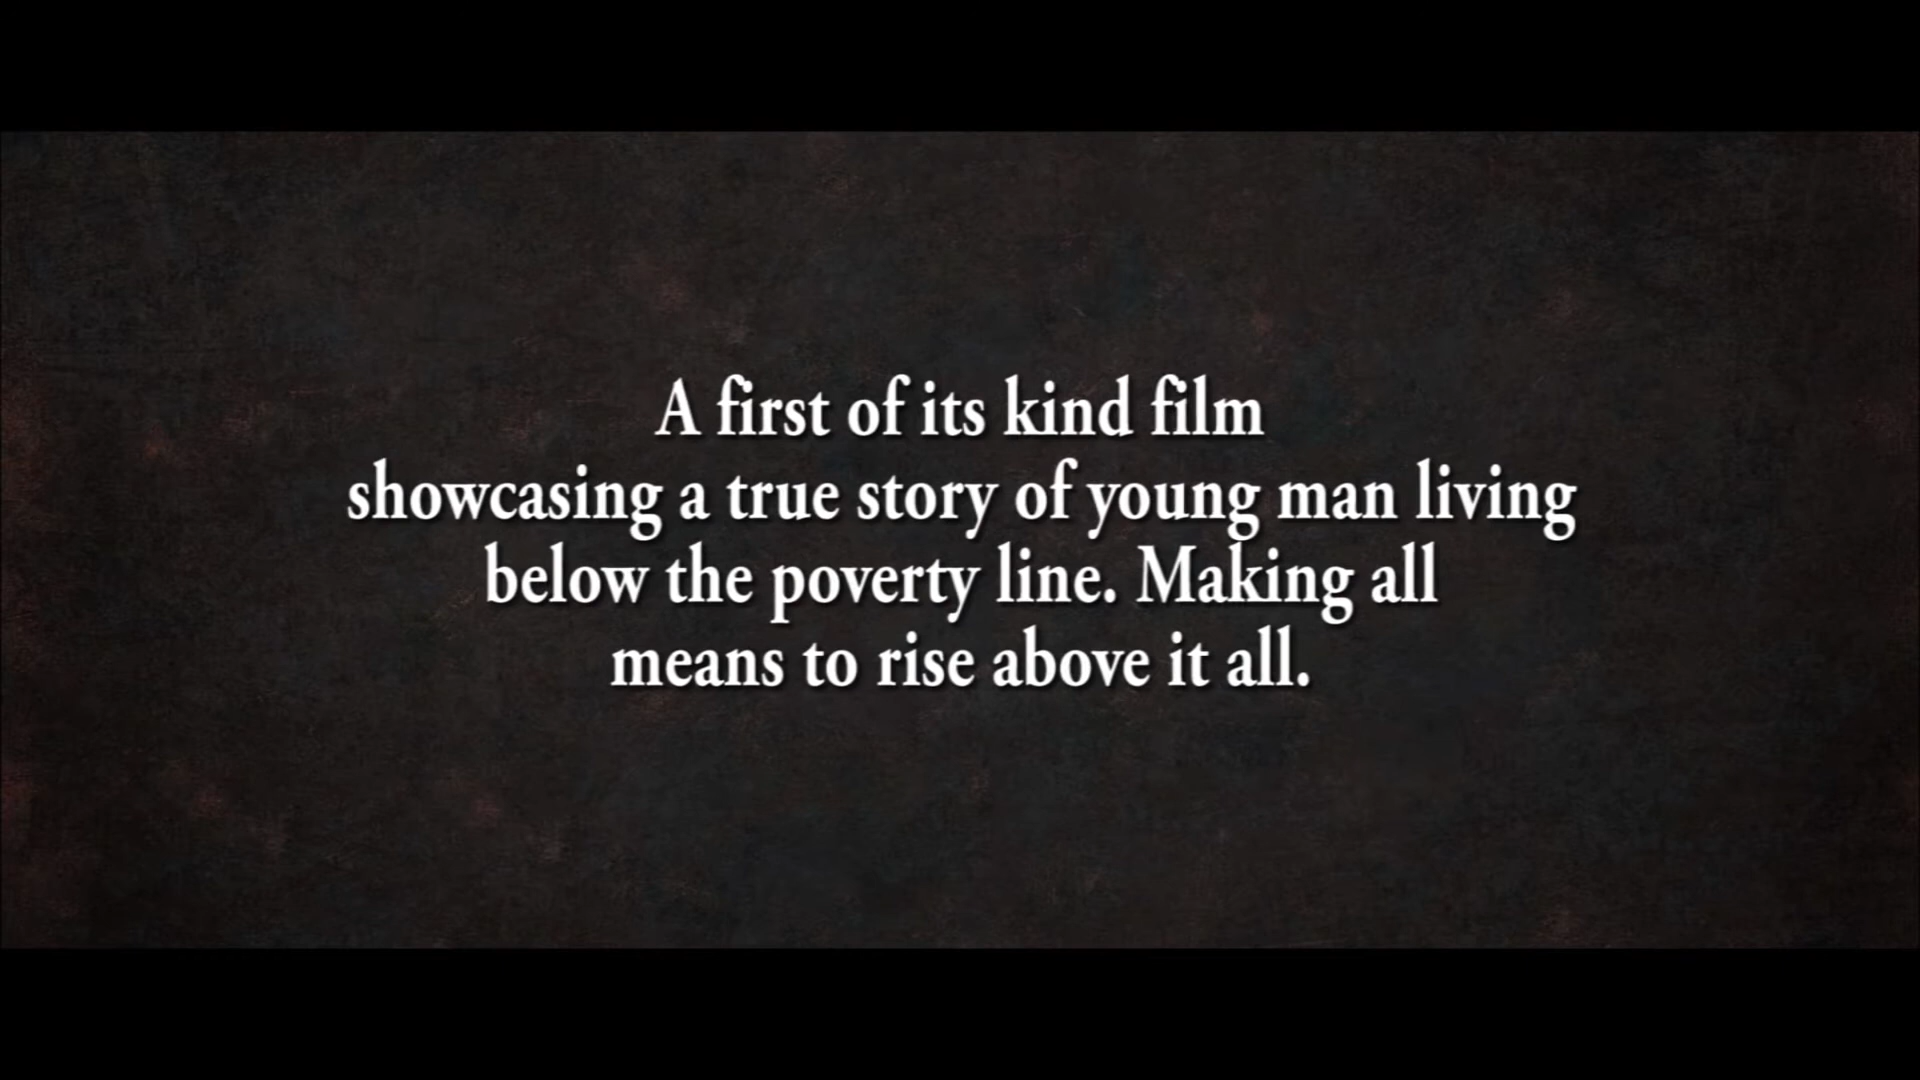 A first of its kind film
showcasing a true story of young man living
below the poverty line. Making all
means to rise above it all.